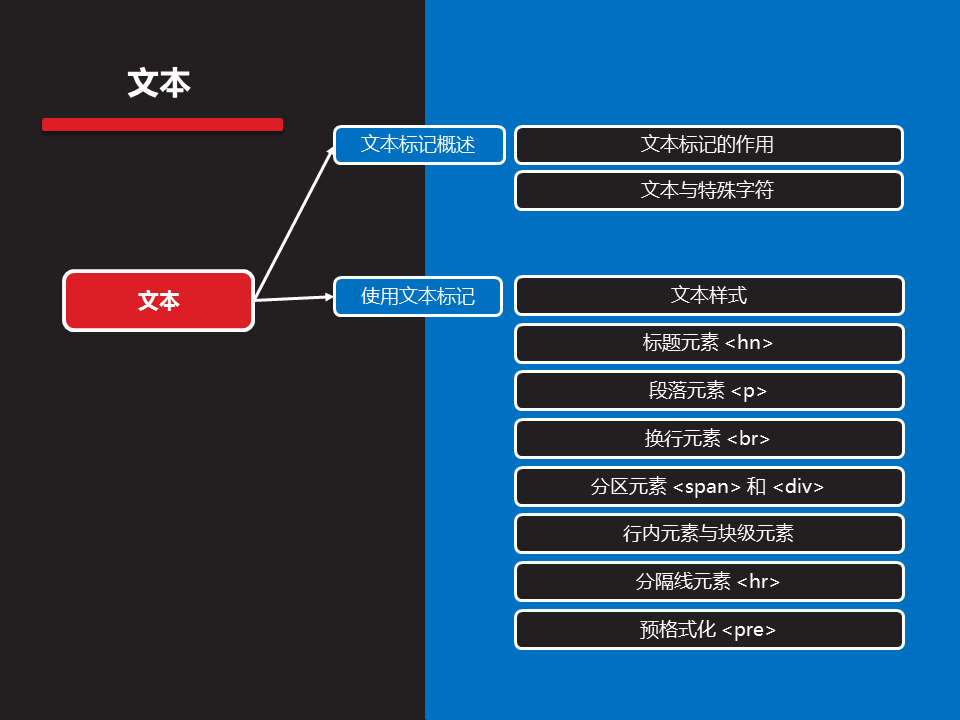 文本
文本
文本标记概述
文本标记的作用
文本与特殊字符
使用文本标记
文本样式
标题元素 <hn>
段落元素 <p>
换行元素 <br>
分区元素 <span> 和 <div>
行内元素与块级元素
分隔线元素 <hr>
预格式化 <pre>